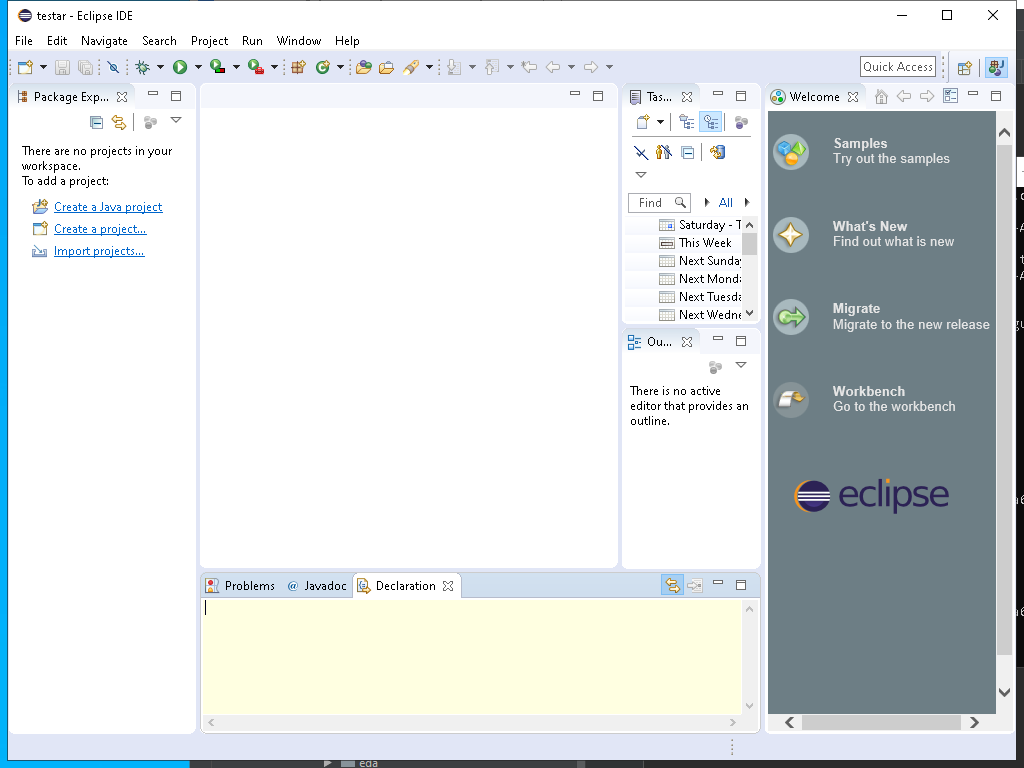 testar - Eclipse IDE
File Edit Navigate Search Project Run Window Help
Quick Access
Package Exp...
There are no projects in your
workspace.
To add a project:
Create a Java project
Create a project...
Import projects...
Tas...
Find
All
Saturday - T
This Week
Next Sunday
Next Monda
Next Tuesda
Next Wedne
Ou...
There is no active
editor that provides an
outline.
Problems
@ Javadoc
Declaration
Welcome
Samples
Try out the samples
What's New
Find out what is new
Migrate
Migrate to the new release
Workbench
Go to the workbench
eclipse
eda